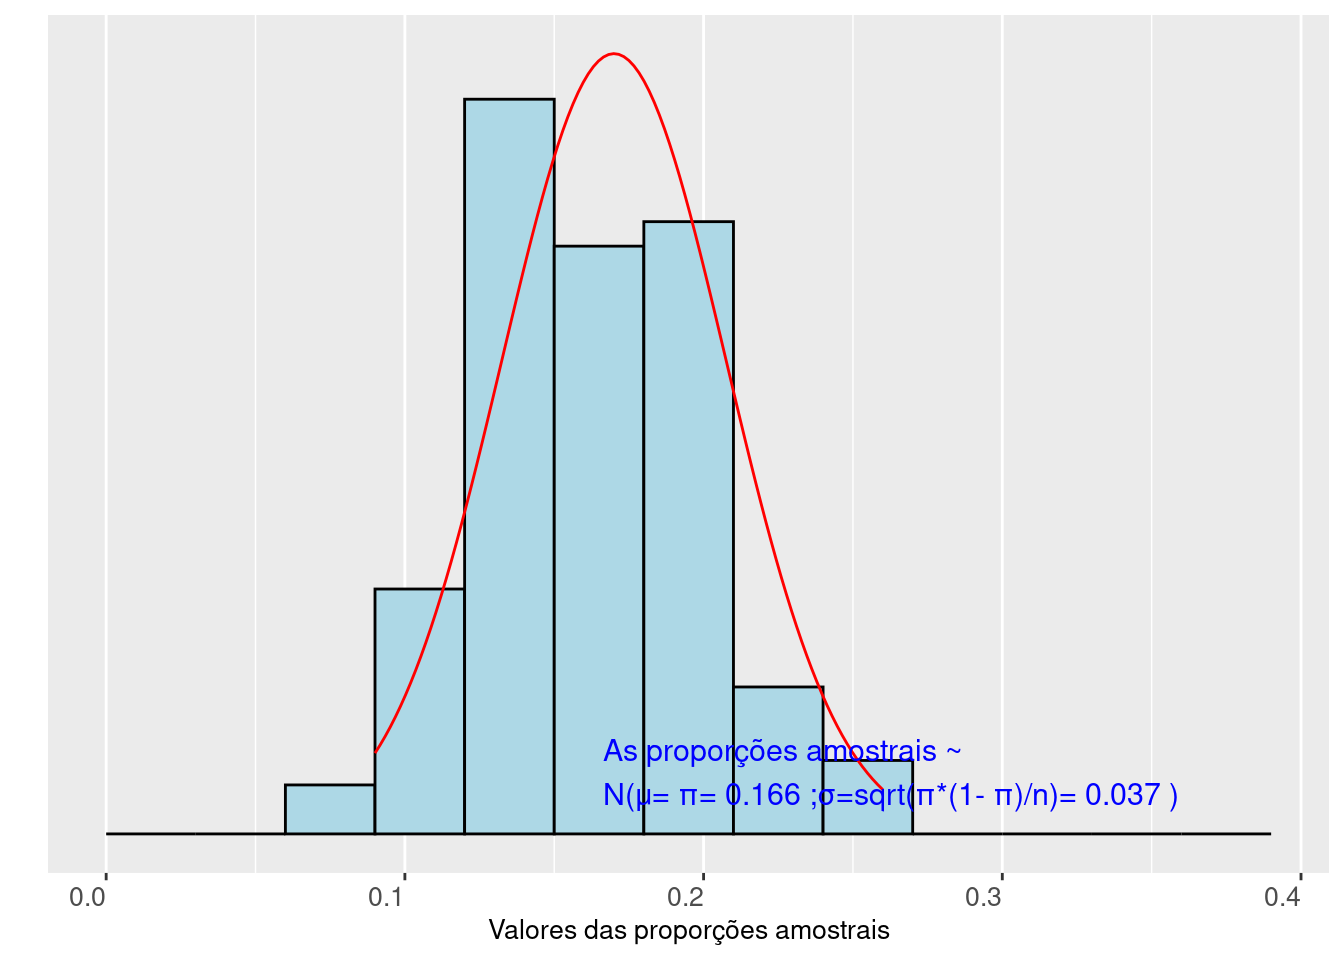 As proporções amostrais ~
N(μ= π= 0.166 ;σ=sqrt(π*(1- π)/n)= 0.037 )
0.0 0.1 0.2 0.3 0.4
Valores das proporções amostrais